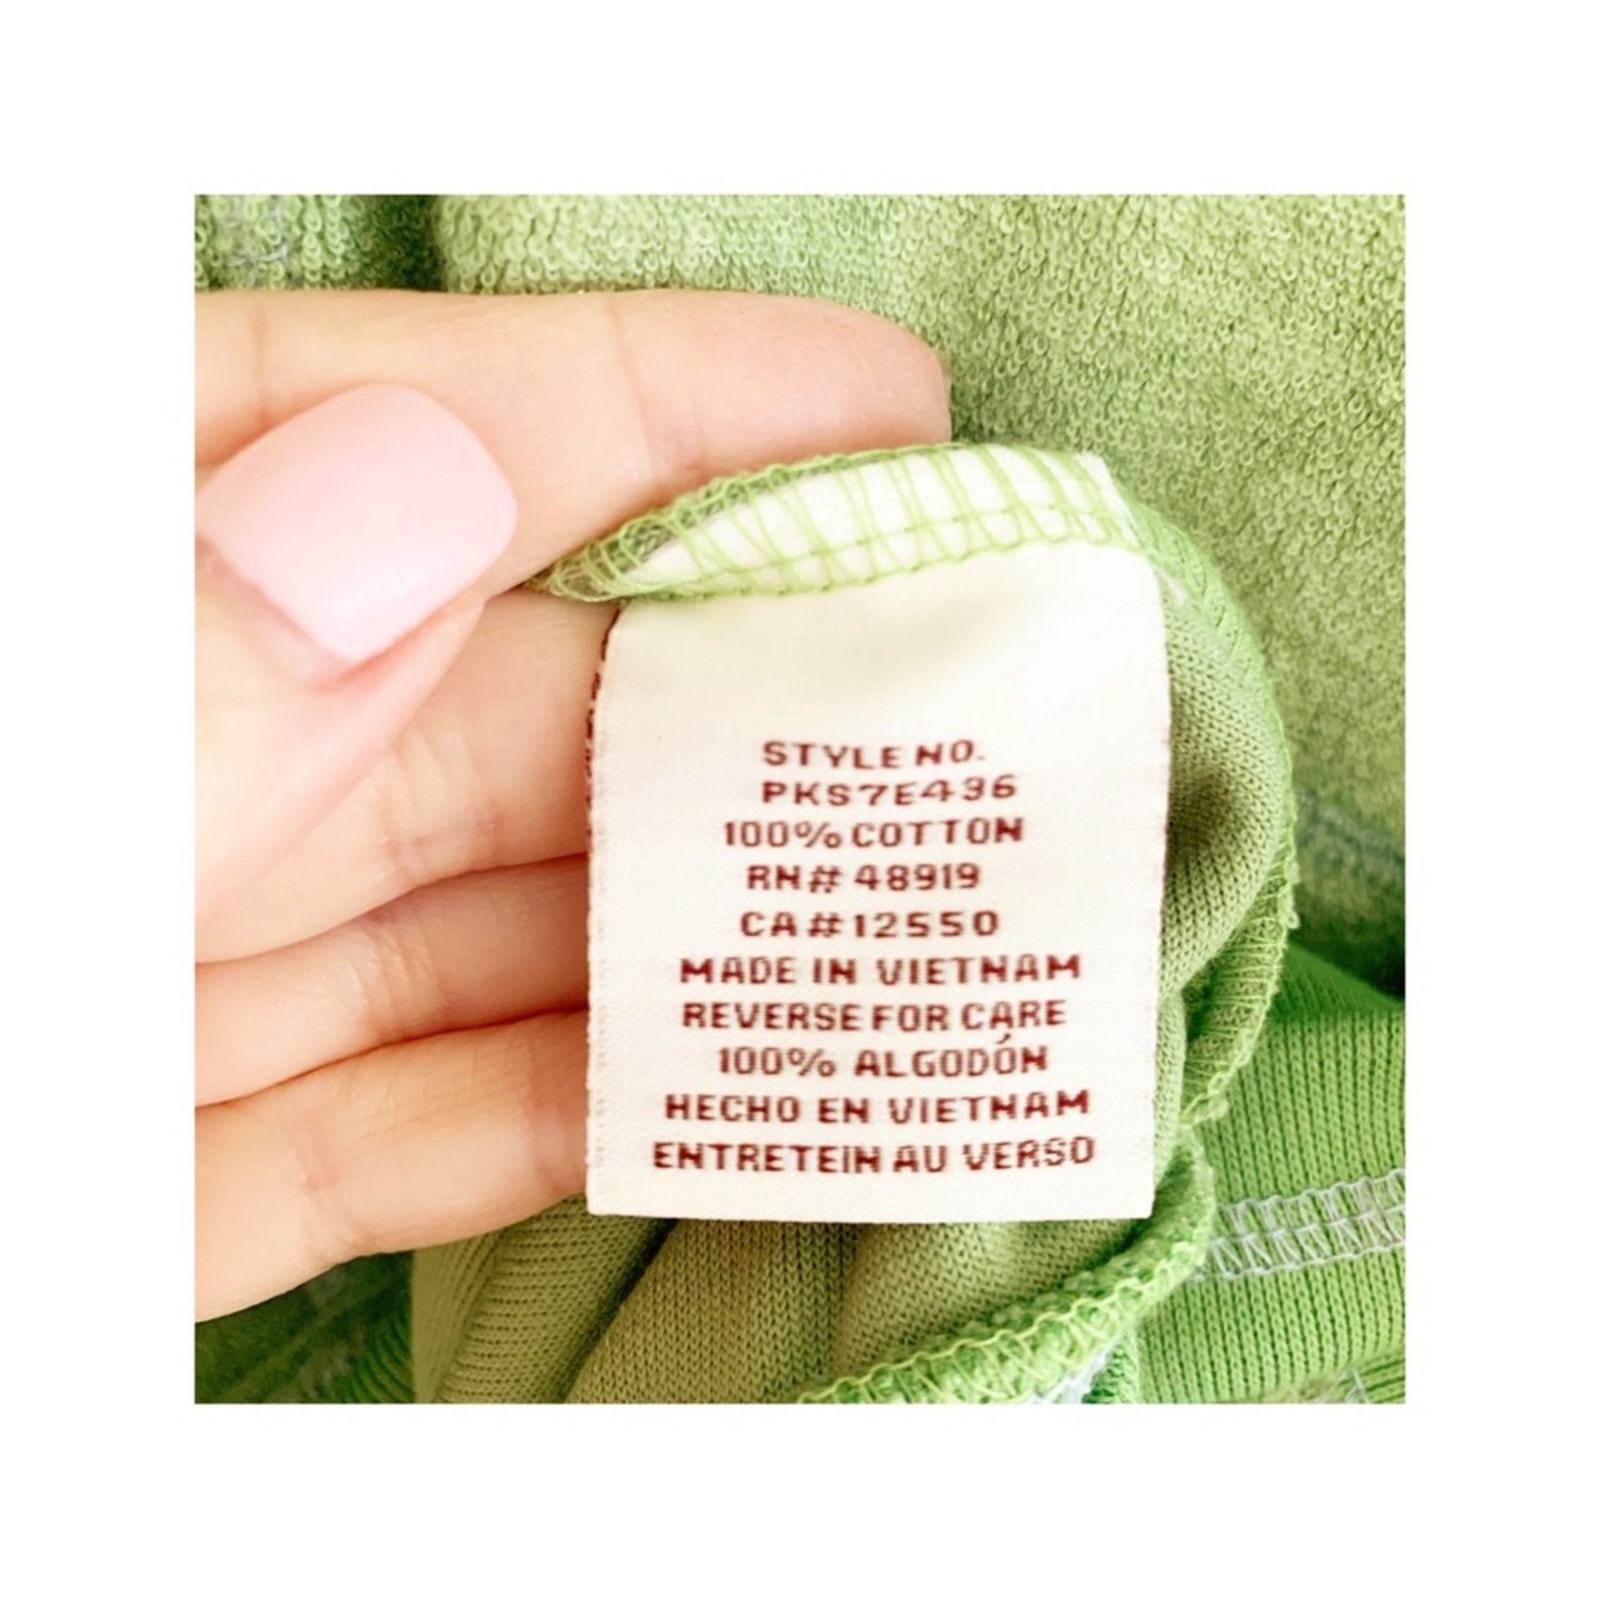 STYLE NO.
PKS7E436
100% COTTON
RN# 48919
CA#12550
MADE IN VIETNAM
REVERSE FOR CARE
100% ALGODÓN
HECHO EN VIETNAM
ENTRETEIN AU VERSO